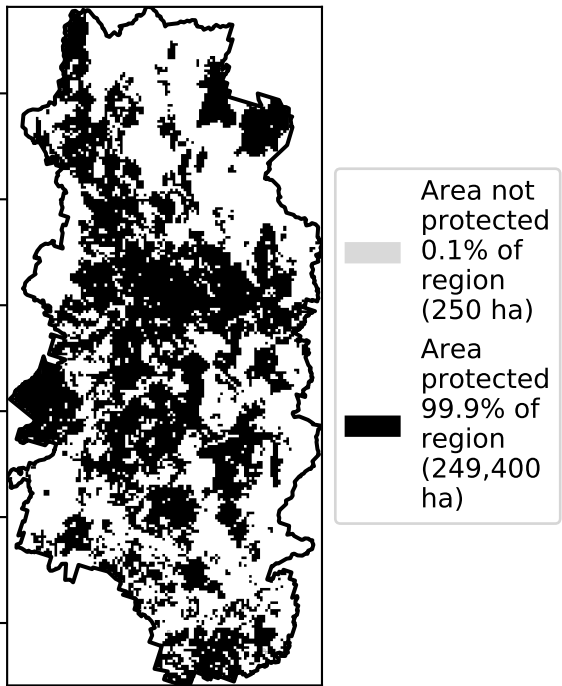 Area not
protected
0.1% of
region
(250 ha)
Area
protected
99.9% of
region
(249,400
ha)